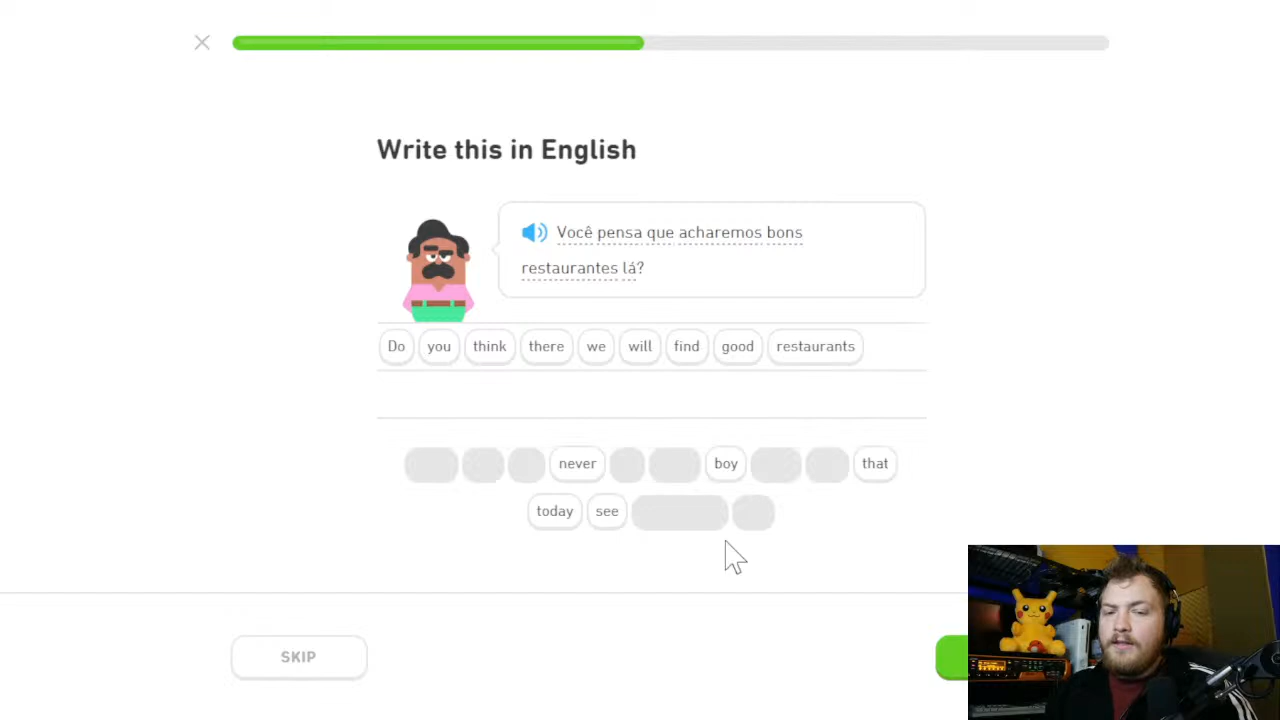 Write this in English
Você pensa que acharemos bons
restaurantes lá?
Do you think there we will find good restaurants
never boy that
today see
SKIP